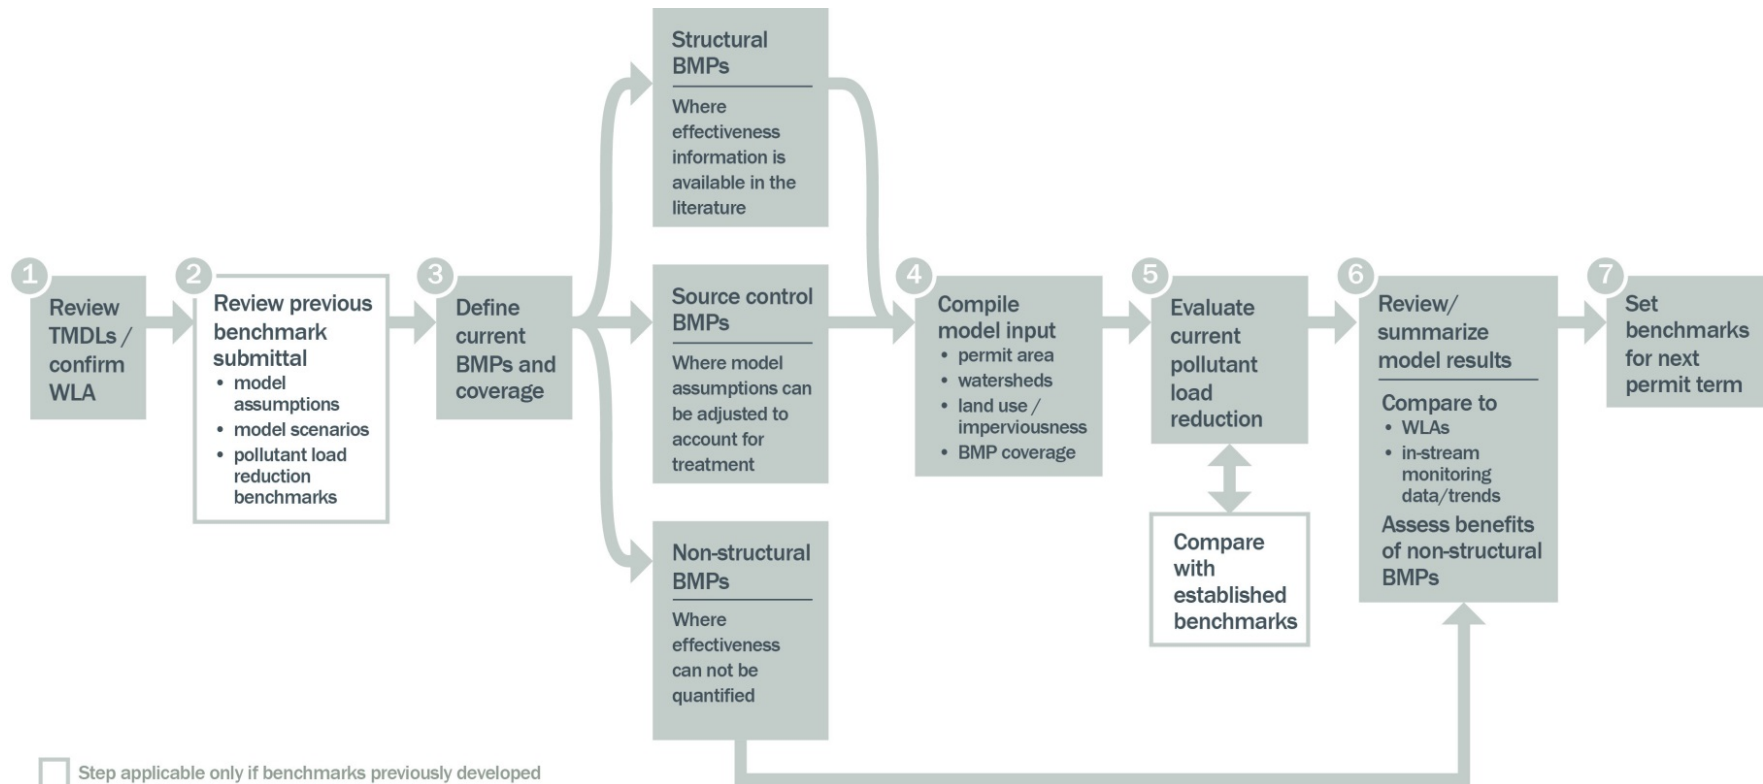 1
Review
TMDLs /
confirm
WLA
2
Review previous
benchmark
submittal
• model
assumptions
• model scenarios
• pollutant load
reduction
benchmarks
3
Define
current
BMPs and
coverage
Structural
BMPs
Where
effectiveness
information is
available in the
literature
Source control
BMPs
Where model
assumptions can
be adjusted to
account for
treatment
Non-structural
BMPs
Where
effectiveness
can not be
quantified
4
Compile
model input
• permit area
• watersheds
• land use /
imperviousness
• BMP coverage
5
Evaluate
current
pollutant
load
reduction
Compare
with
established
benchmarks
6
Review/
summarize
model results
Compare to
• WLAs
• in-stream
monitoring
data/trends
Assess benefits
of non-structural
BMPs
7
Set
benchmarks
for next
permit term
Step applicable only if benchmarks previously developed